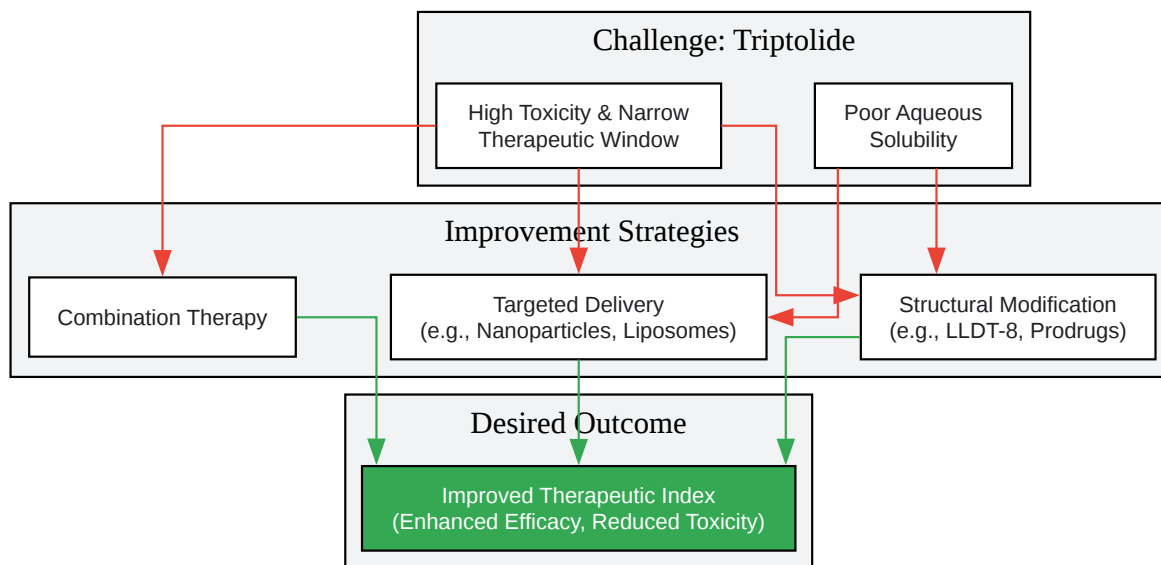 Challenge: Triptolide
High Toxicity & Narrow
Therapeutic Window
Poor Aqueous
Solubility
Improvement Strategies
Combination Therapy
Targeted Delivery
(e.g., Nanoparticles, Liposomes)
Structural Modification
(e.g., LLDT-8, Prodrugs)
Desired Outcome
Improved Therapeutic Index
(Enhanced Efficacy, Reduced Toxicity)